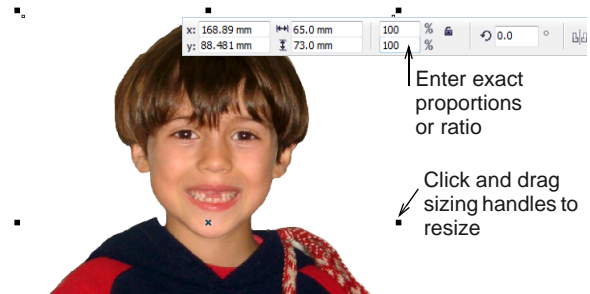 x: 168.89 mm 65.0 mm 100 % 0.0 °
y: 88.481 mm 73.0 mm 100 %
Enter exact
proportions
or ratio
Click and drag
sizing handles to
resize